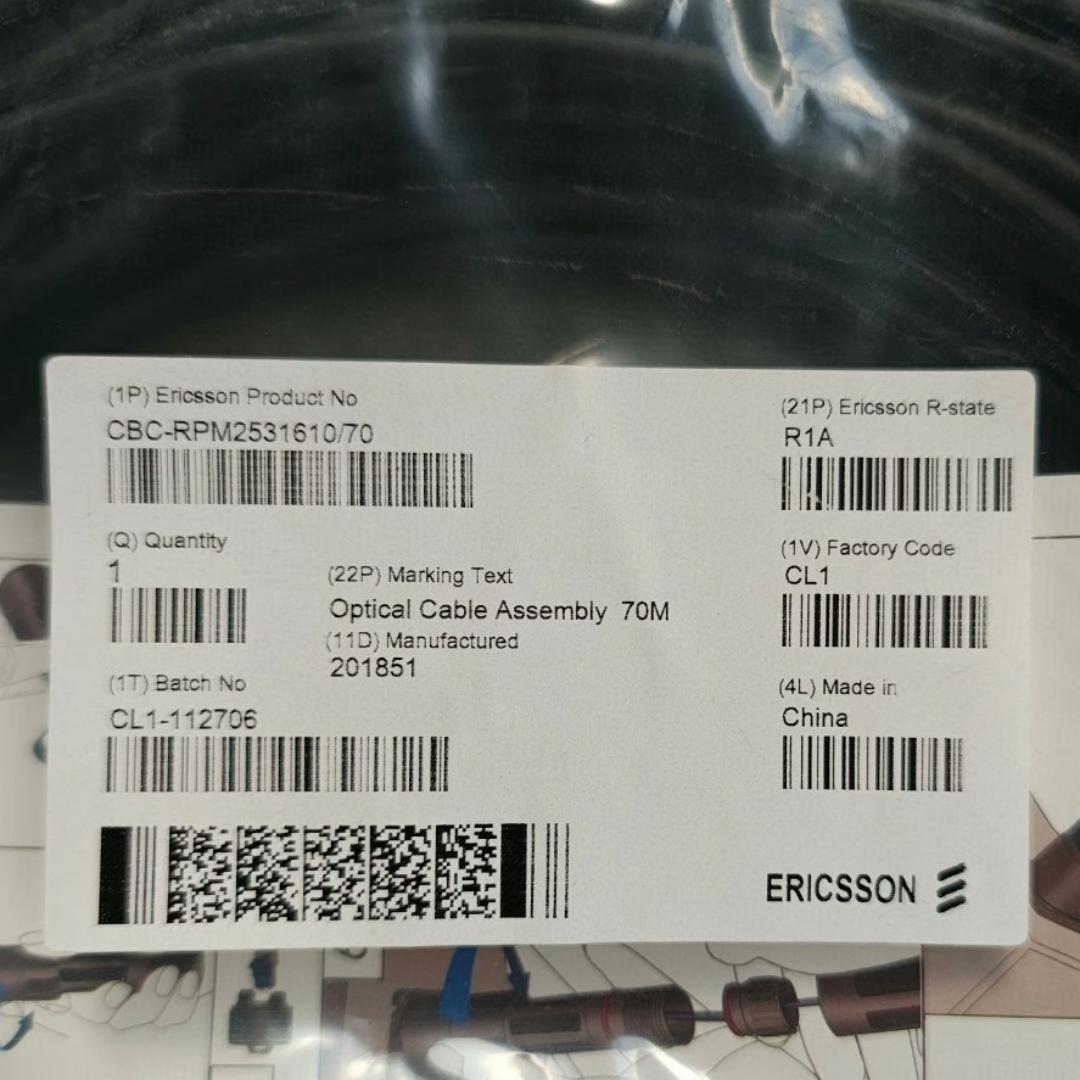 (1P) Ericsson Product No
CBC-RPM2531610/70
(21P) Ericsson R-state
R1A
(Q) Quantity
1
(22P) Marking Text
Optical Cable Assembly 70M
(11D) Manufactured
201851
(1V) Factory Code
CL1
(1T) Batch No
CL1-112706
(4L) Made in
China
ERICSSON